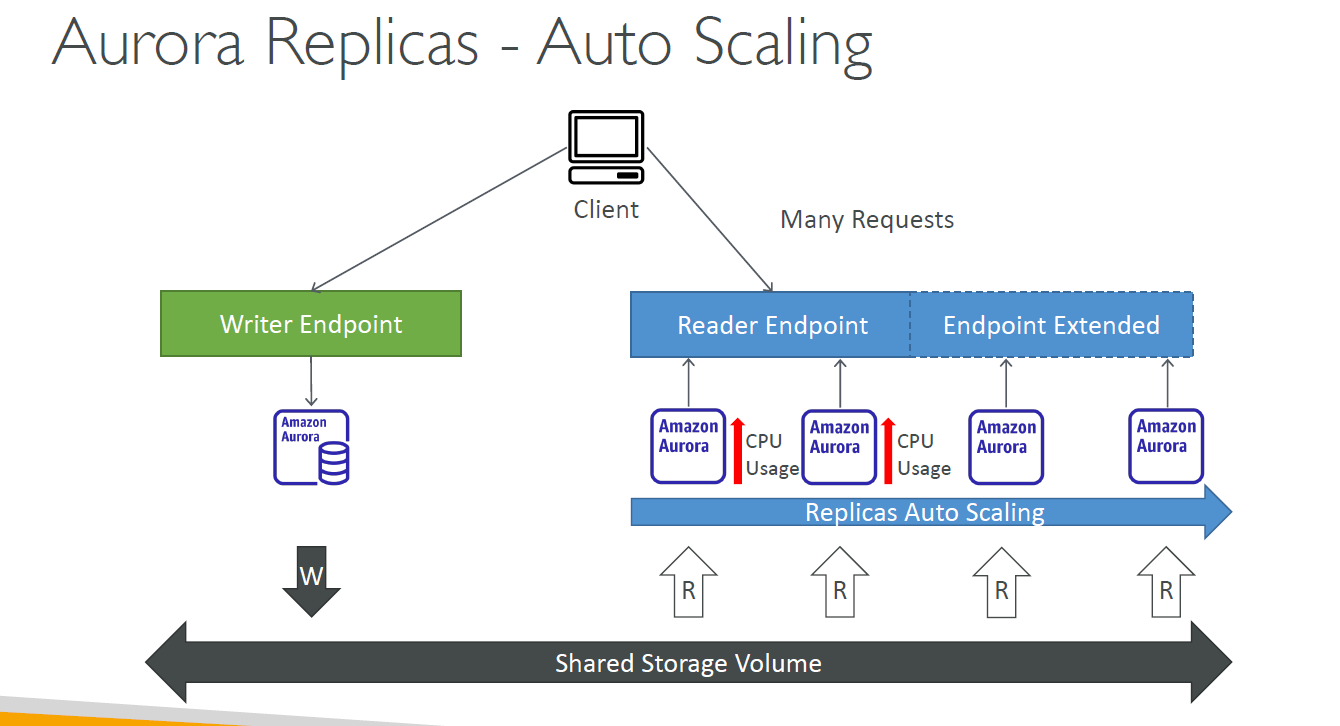 Aurora Replicas - Auto Scaling
Client
Many Requests
Writer Endpoint
Reader Endpoint
Endpoint Extended
Amazon
Aurora
Amazon
Aurora
CPU
Usage
Amazon
Aurora
CPU
Usage
Amazon
Aurora
Amazon
Aurora
Replicas Auto Scaling
W
R
R
R
R
Shared Storage Volume